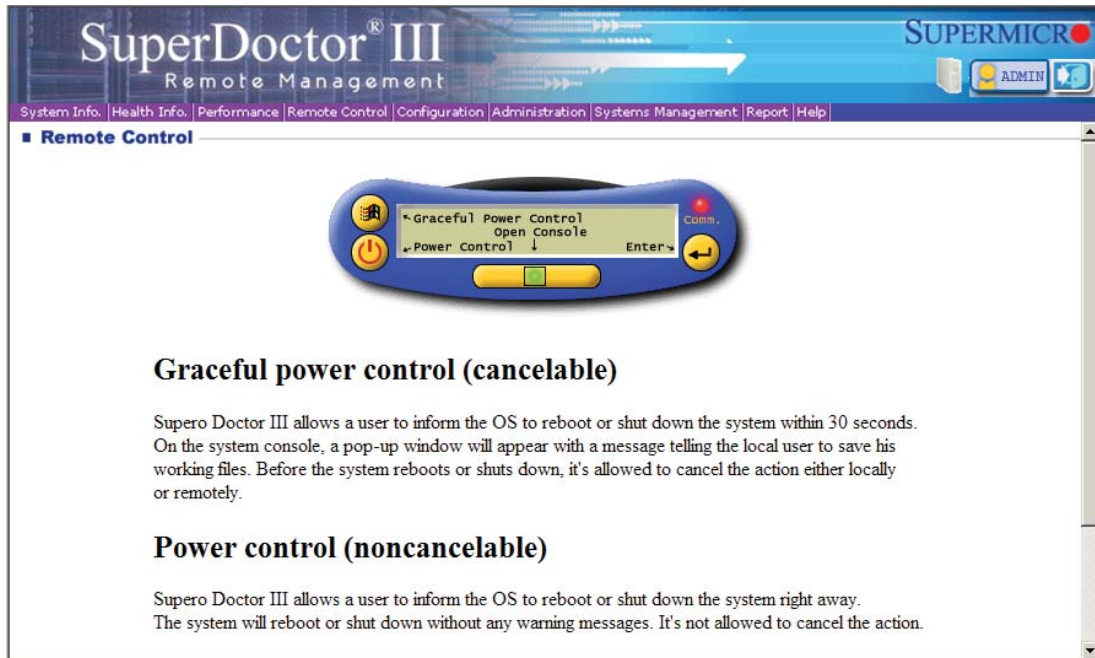 SuperDoctor® III
Remote Management
SUPERMICRO
ADMIN
System Info. Health Info. Performance Remote Control Configuration Administration Systems Management Report Help
Remote Control
Graceful Power Control
Open Console
Power Control Enter
Comm.
Graceful power control (cancelable)
Supero Doctor III allows a user to inform the OS to reboot or shut down the system within 30 seconds.
On the system console, a pop-up window will appear with a message telling the local user to save his
working files. Before the system reboots or shuts down, it's allowed to cancel the action either locally
or remotely.
Power control (noncancelable)
Supero Doctor III allows a user to inform the OS to reboot or shut down the system right away.
The system will reboot or shut down without any warning messages. It's not allowed to cancel the action.